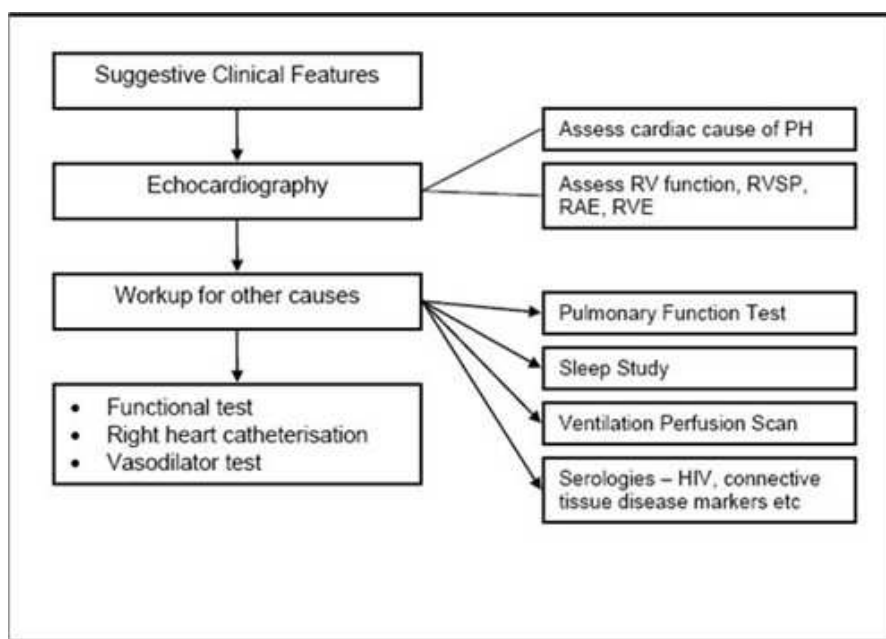 Suggestive Clinical Features
Echocardiography
Assess cardiac cause of PH
Assess RV function, RVSP,
RAE, RVE
Workup for other causes
Pulmonary Function Test
Sleep Study
Ventilation Perfusion Scan
Serologies – HIV, connective
tissue disease markers etc
• Functional test
• Right heart catheterisation
• Vasodilator test